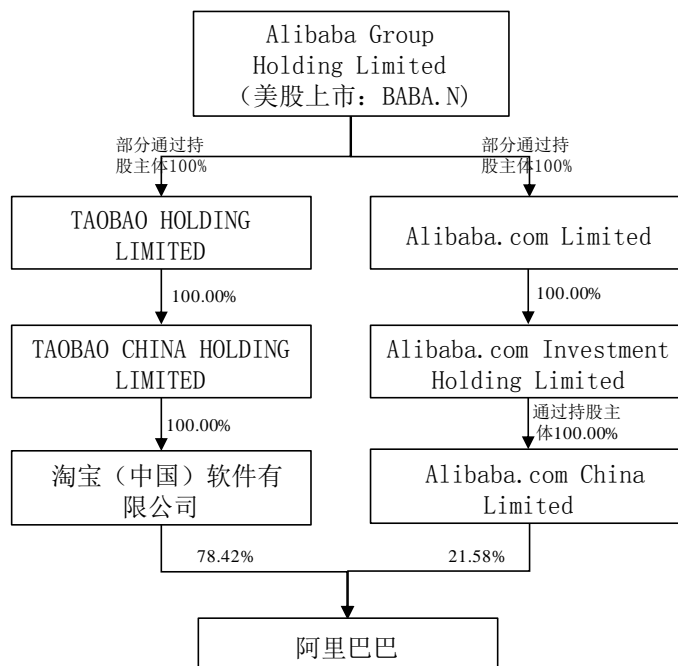 Alibaba Group
Holding Limited
（美股上市：BABA.N)
部分通过持
股主体100%
部分通过持
股主体100%
TAOBAO HOLDING
LIMITED
Alibaba.com Limited
100.00%
100.00%
TAOBAO CHINA HOLDING
LIMITED
Alibaba.com Investment
Holding Limited
100.00%
通过持股主
体100.00%
淘宝（中国）软件有
限公司
Alibaba.com China
Limited
78.42%
21.58%
阿里巴巴